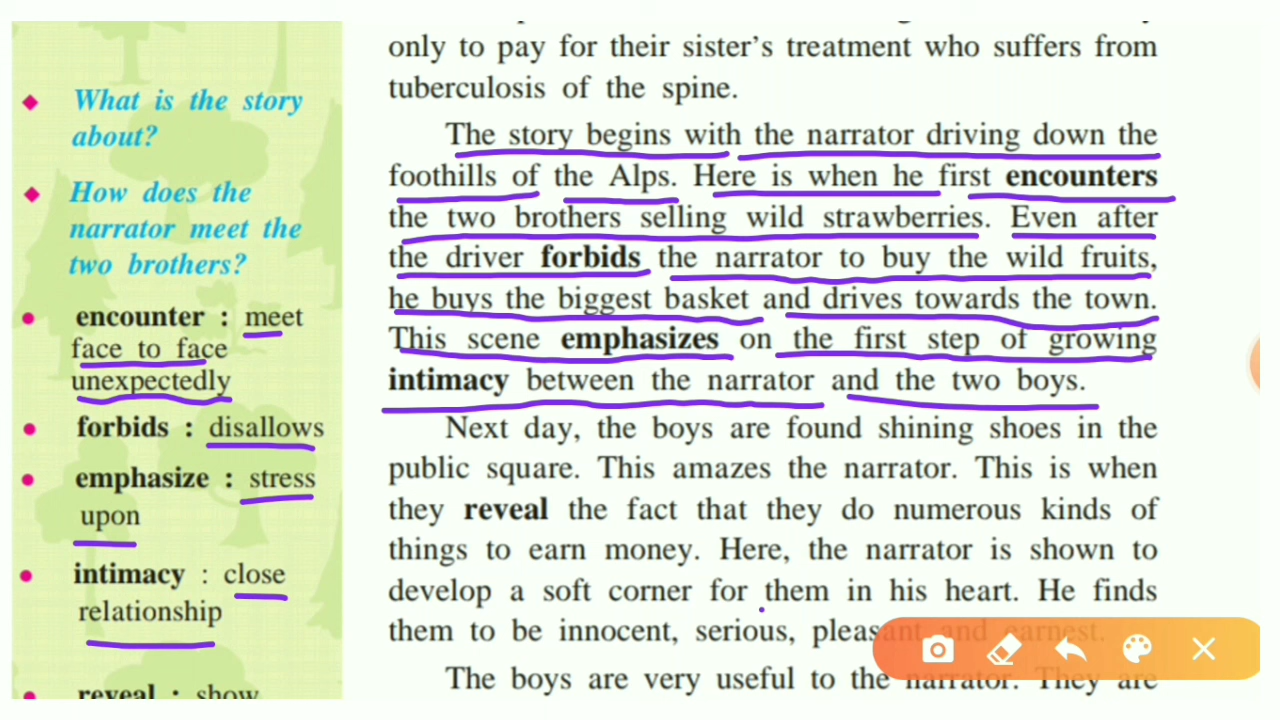 What is the story
about?
How does the
narrator meet the
two brothers?
encounter : meet
face to face
unexpectedly
forbids : disallows
emphasize : stress
upon
intimacy : close
relationship
reveal : show
only to pay for their sister's treatment who suffers from
tuberculosis of the spine.
The story begins with the narrator driving down the
foothills of the Alps. Here is when he first encounters
the two brothers selling wild strawberries. Even after
the driver forbids the narrator to buy the wild fruits,
he buys the biggest basket and drives towards the town.
This scene emphasizes on the first step of growing
intimacy between the narrator and the two boys.
Next day, the boys are found shining shoes in the
public square. This amazes the narrator. This is when
they reveal the fact that they do numerous kinds of
things to earn money. Here, the narrator is shown to
develop a soft corner for them in his heart. He finds
them to be innocent, serious, pleasant and earnest.
The boys are very useful to the narrator. They are